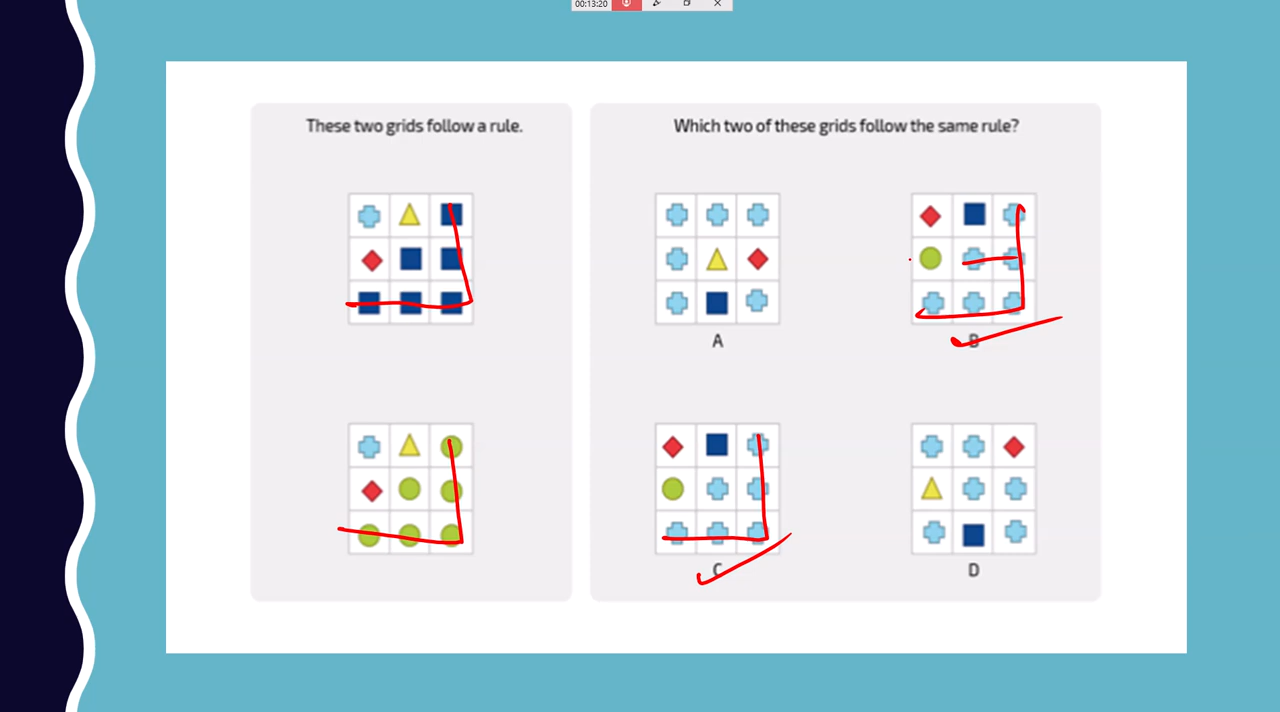 00:13:20
These two grids follow a rule.
Which two of these grids follow the same rule?
A
B
C
D